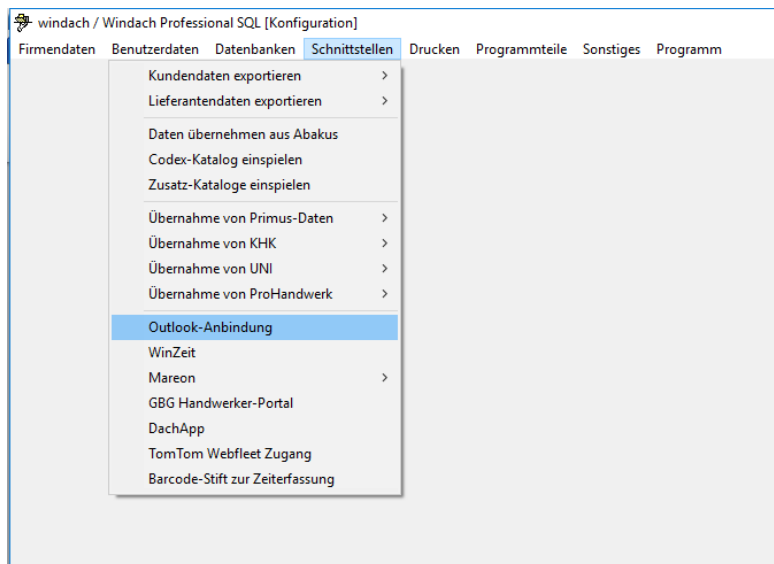 windach / Windach Professional SQL [Konfiguration]
Firmendaten Benutzerdaten Datenbanken Schnittstellen Drucken Programmteile Sonstiges Programm
Kundendaten exportieren
Lieferantendaten exportieren
Daten übernehmen aus Abakus
Codex-Katalog einspielen
Zusatz-Kataloge einspielen
Übernahme von Primus-Daten
Übernahme von KHK
Übernahme von UNI
Übernahme von ProHandwerk
Outlook-Anbindung
WinZeit
Mareon
GBG Handwerker-Portal
DachApp
TomTom Webfleet Zugang
Barcode-Stift zur Zeiterfassung